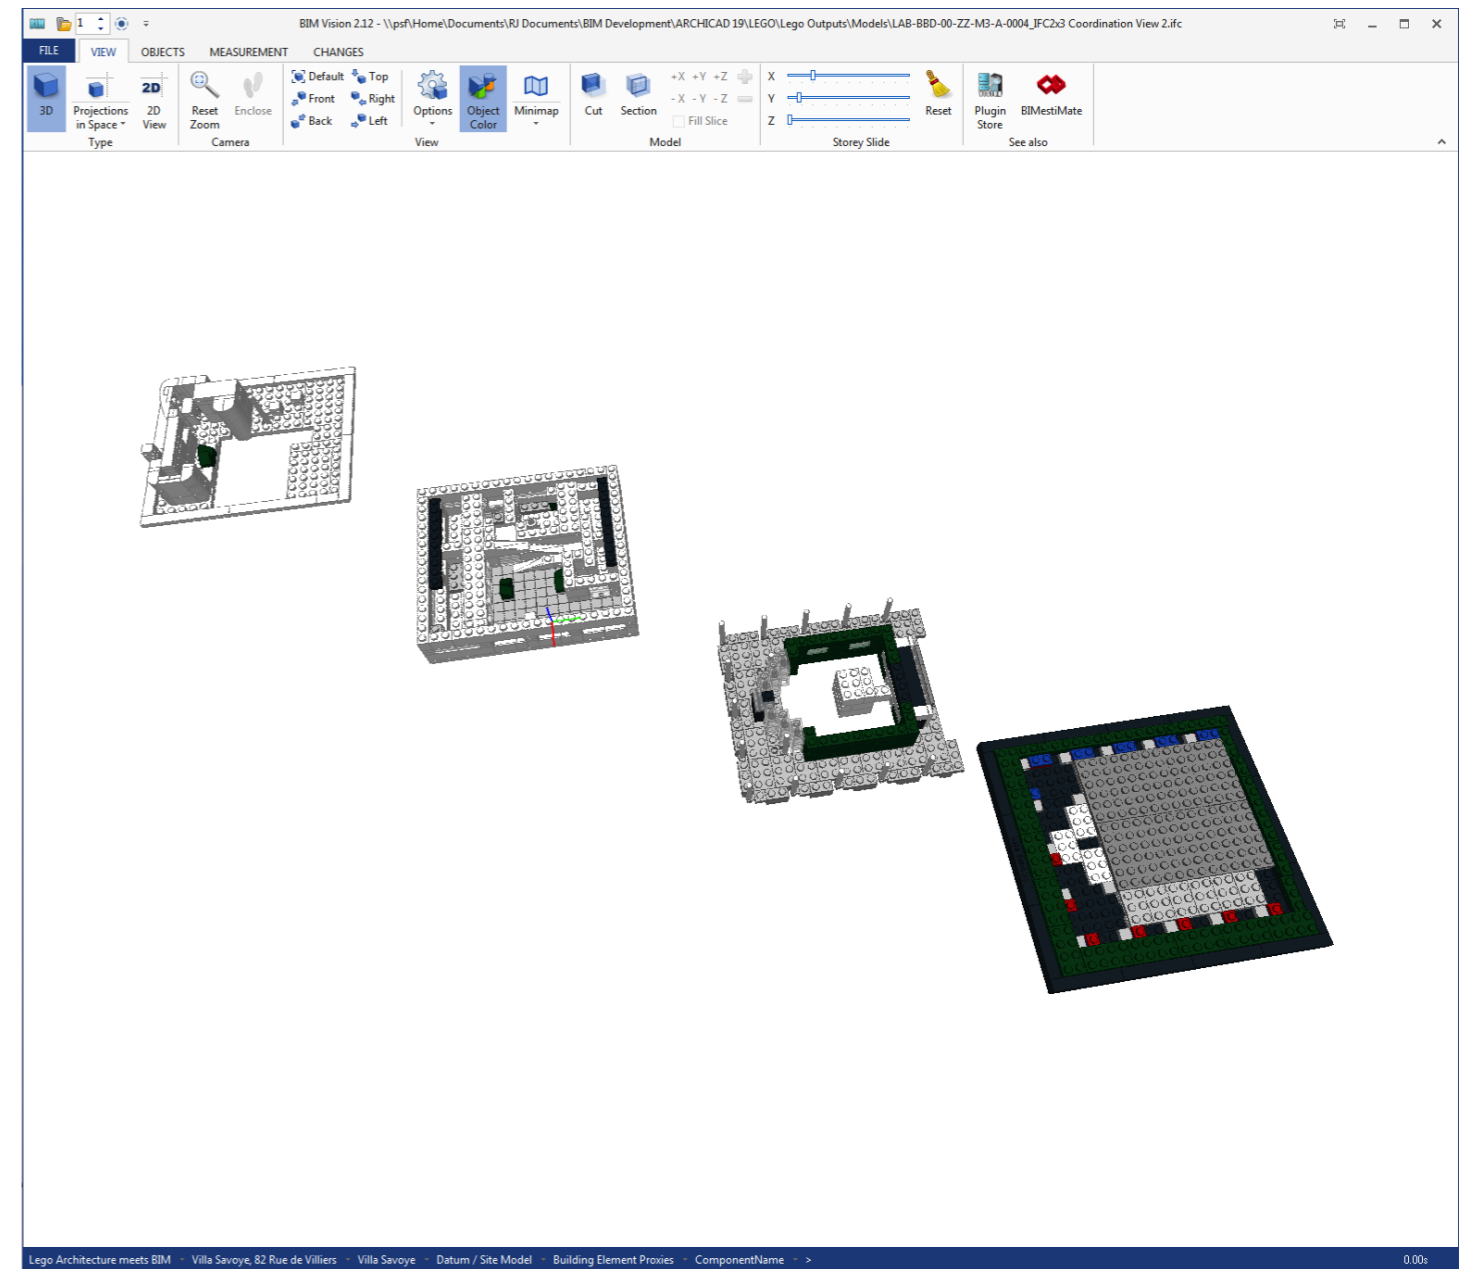 1
BIM Vision 2.12 - \\psf\Home\Documents\RJ Documents\BIM Development\ARCHICAD 19\LEGO\Lego Outputs\Models\LAB-BBD-00-ZZ-M3-A-0004_IFC2x3 Coordination View 2.ifc
FILE VIEW OBJECTS MEASUREMENT CHANGES
Default Top +X +Y +Z X
2D
Front Right -X -Y -Z Y
3D Projections 2D Reset Enclose Options Object Minimap Cut Section Reset Plugin BIMestiMate
in Space View Zoom Back Left Color Fill Slice Z Store
Type Camera View Model Storey Slide See also
Lego Architecture meets BIM - Villa Savoye, 82 Rue de Villiers - Villa Savoye - Datum / Site Model - Building Element Proxies - ComponentName - > 0.00s